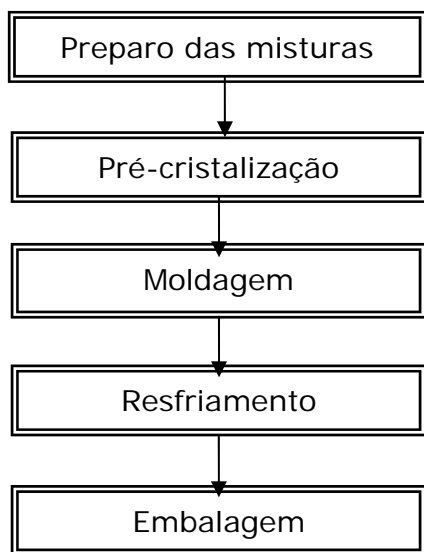 Preparo das misturas
Pré-cristalização
Moldagem
Resfriamento
Embalagem